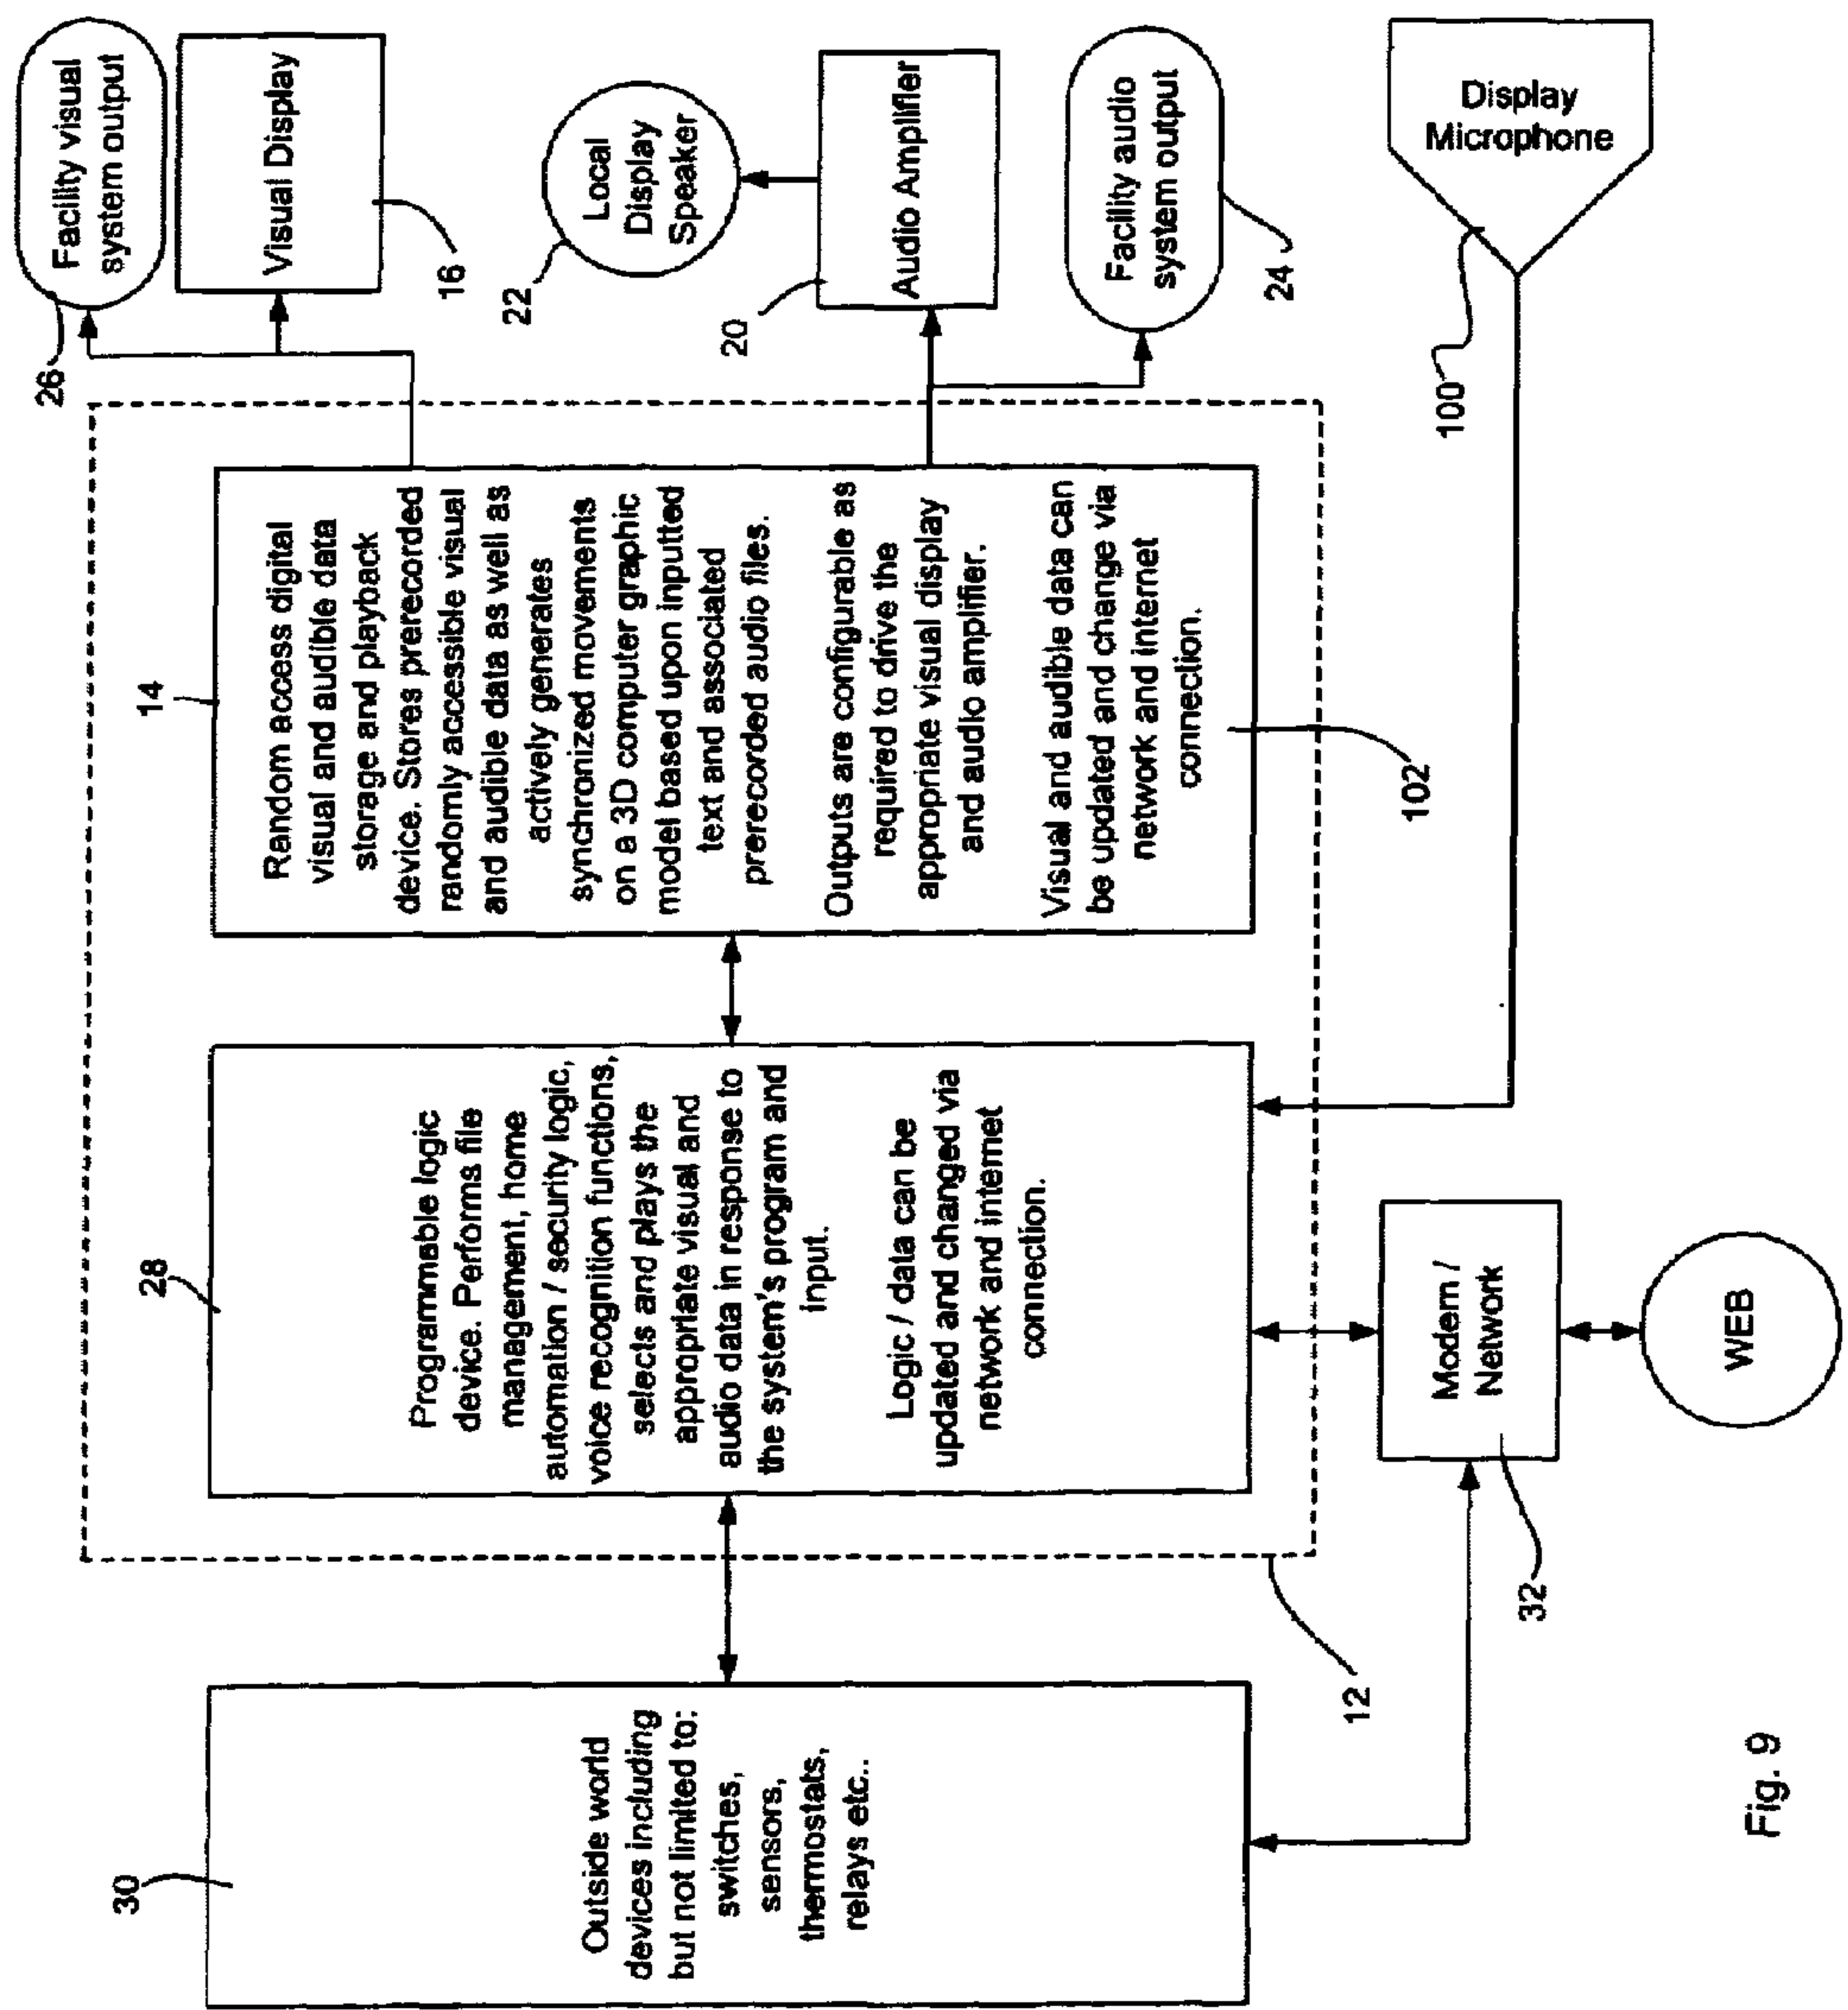 30
Outside world
devices including
but not limited to:
switches,
sensors,
thermostats,
relays etc..
12
28
Programmable logic
device. Performs file
management, home
automation / security logic,
voice recognition functions,
selects and plays the
appropriate visual and
audio data in response to
the system's program and
input.
Logic / data can be
updated and changed via
network and internet
connection.
14
Random access digital
visual and audible data
storage and playback
device. Stores prerecorded
randomly accessible visual
and audible data as well as
actively generates
synchronized movements
on a 3D computer graphic
model based upon inputted
text and associated
prerecorded audio files.
Outputs are configurable as
required to drive the
appropriate visual display
and audio amplifier.
Visual and audible data can
be updated and change via
network and internet
connection.
102
26
Facility visual
system output
Visual Display
16
22
Local
Display
Speaker
20
Audio Amplifier
Facility audio
system output
24
100
Display
Microphone
Modem /
Network
32
WEB
Fig. 9